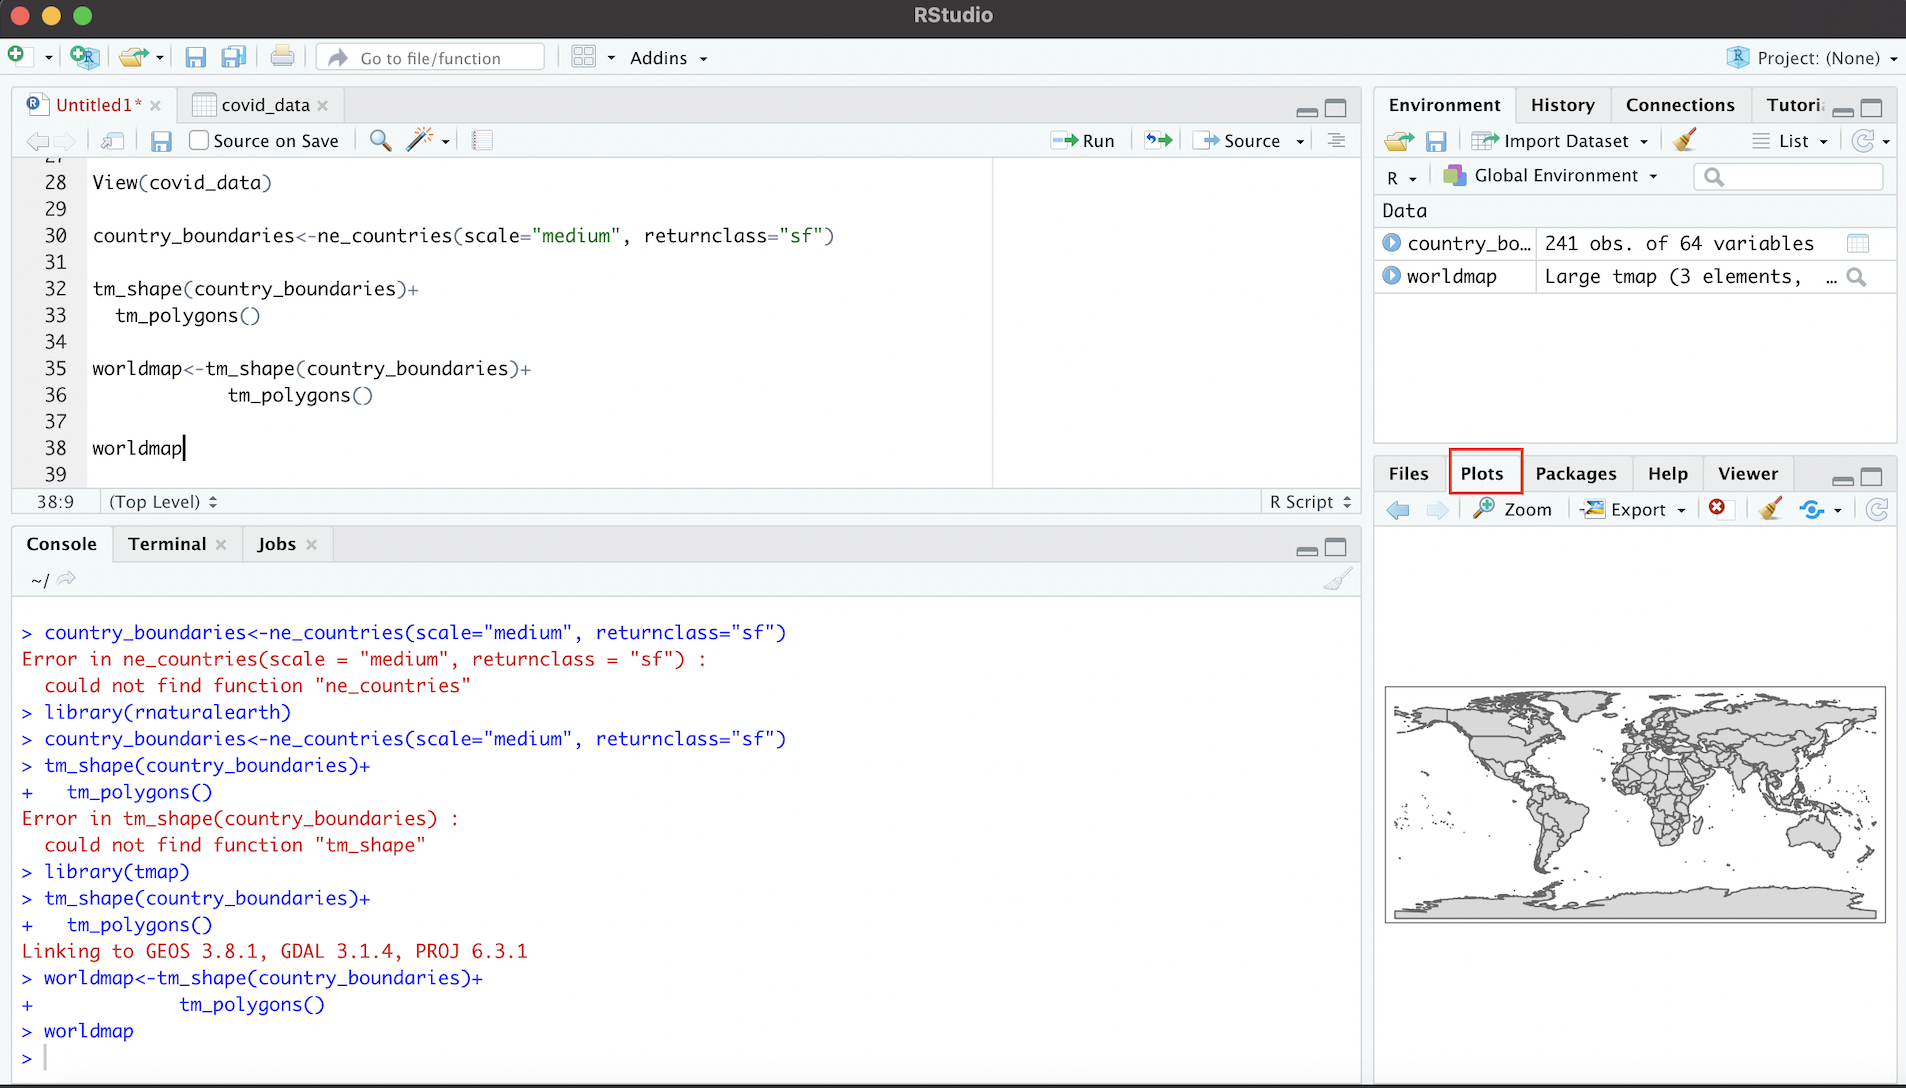 RStudio
Go to file/function
Addins
Project: (None)
Untitled1*
covid_data
Source on Save
Run
Source
28 View(covid_data)
29
30 country_boundaries<-ne_countries(scale="medium", returnclass="sf")
31
32 tm_shape(country_boundaries)+
33 tm_polygons()
34
35 worldmap<-tm_shape(country_boundaries)+
36 tm_polygons()
37
38 worldmap
39
38:9 (Top Level) R Script
Console Terminal Jobs
~/
> country_boundaries<-ne_countries(scale="medium", returnclass="sf")
Error in ne_countries(scale = "medium", returnclass = "sf") :
could not find function "ne_countries"
> library(rnaturalearth)
> country_boundaries<-ne_countries(scale="medium", returnclass="sf")
> tm_shape(country_boundaries)+
+ tm_polygons()
Error in tm_shape(country_boundaries) :
could not find function "tm_shape"
> library(tmap)
> tm_shape(country_boundaries)+
+ tm_polygons()
Linking to GEOS 3.8.1, GDAL 3.1.4, PROJ 6.3.1
> worldmap<-tm_shape(country_boundaries)+
+ tm_polygons()
> worldmap
>
Environment History Connections Tutori
Import Dataset List
R Global Environment
Data
country_bo… 241 obs. of 64 variables
worldmap Large tmap (3 elements, …
Files Plots Packages Help Viewer
Zoom Export